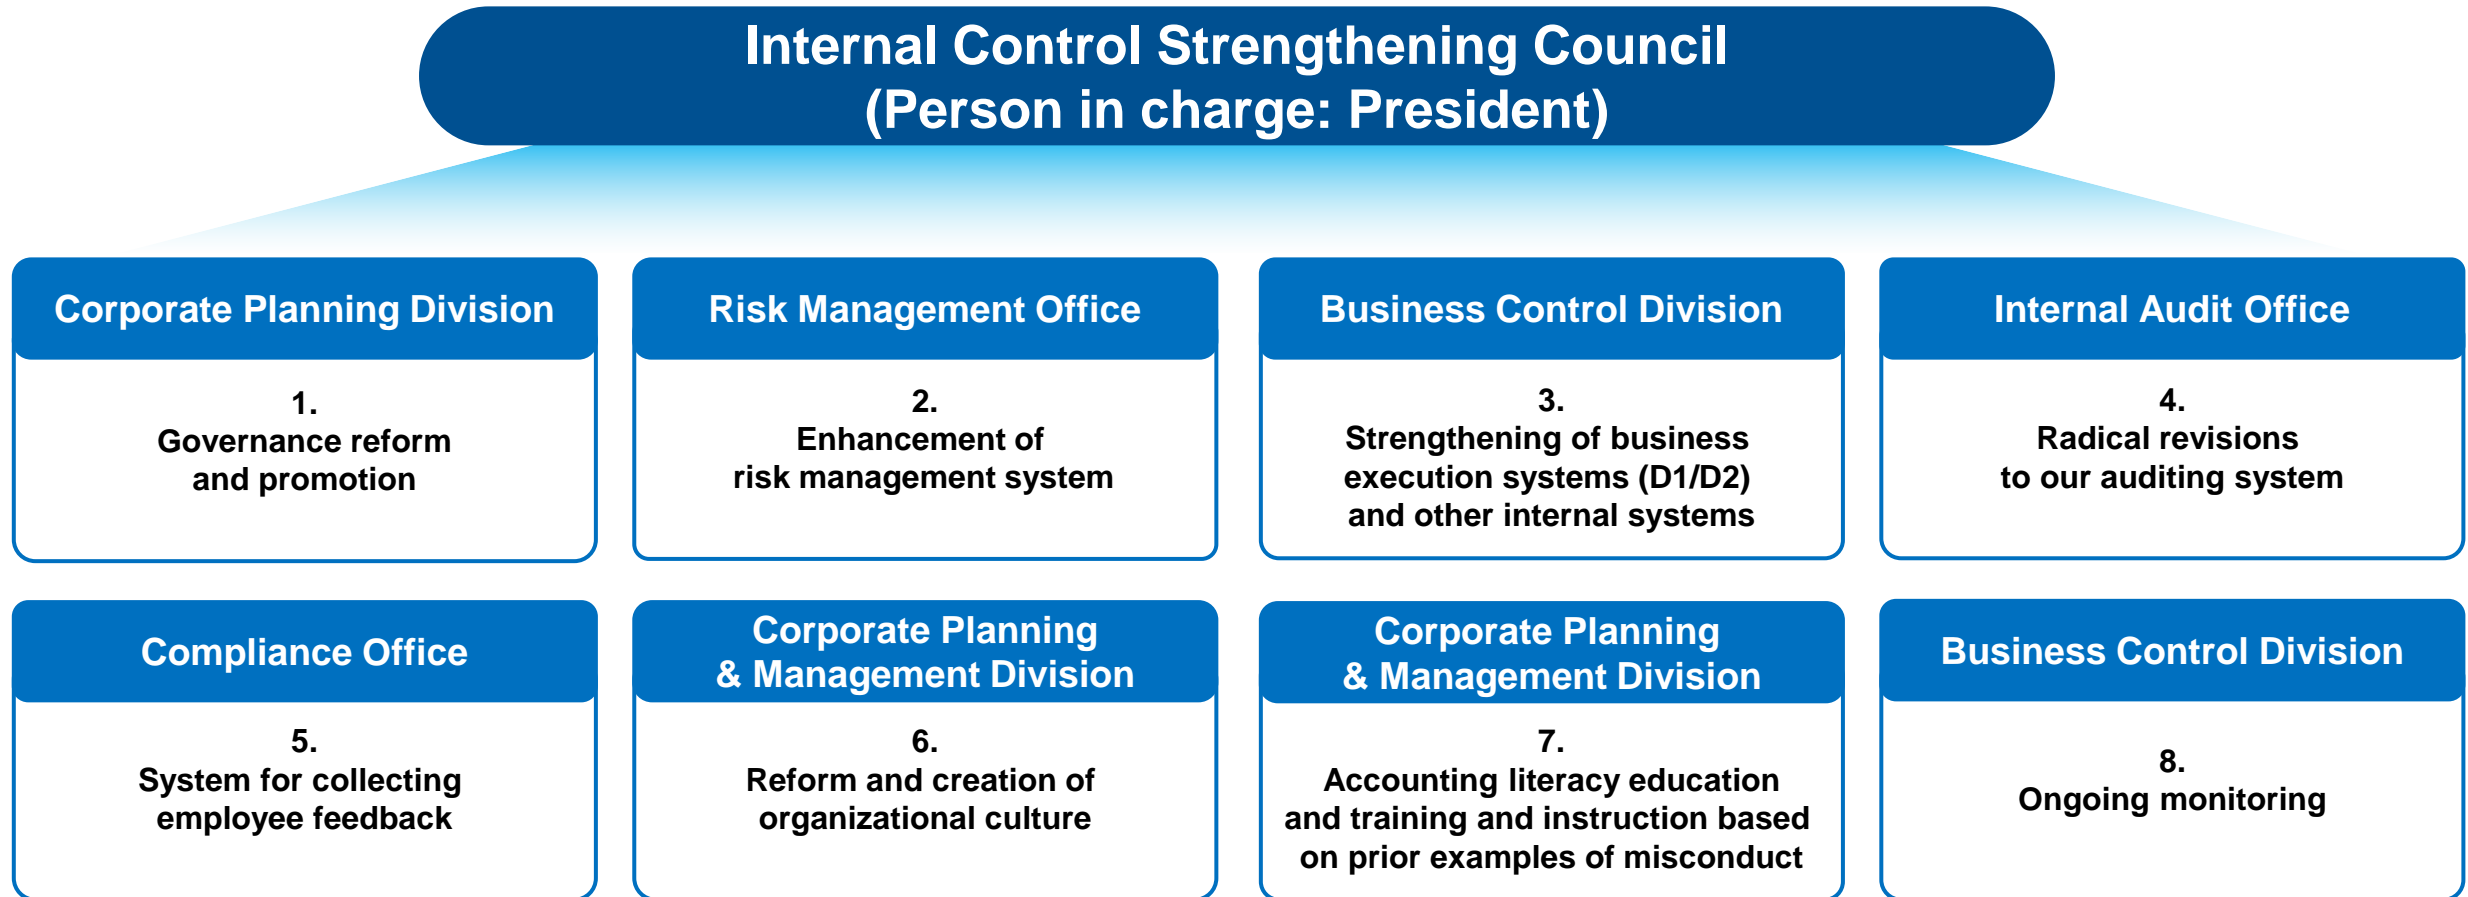 Internal Control Strengthening Council
(Person in charge: President)
Corporate Planning Division
1.
Governance reform
and promotion
Risk Management Office
2.
Enhancement of
risk management system
Business Control Division
3.
Strengthening of business
execution systems (D1/D2)
and other internal systems
Internal Audit Office
4.
Radical revisions
to our auditing system
Compliance Office
5.
System for collecting
employee feedback
Corporate Planning
& Management Division
6.
Reform and creation of
organizational culture
Corporate Planning
& Management Division
7.
Accounting literacy education
and training and instruction based
on prior examples of misconduct
Business Control Division
8.
Ongoing monitoring